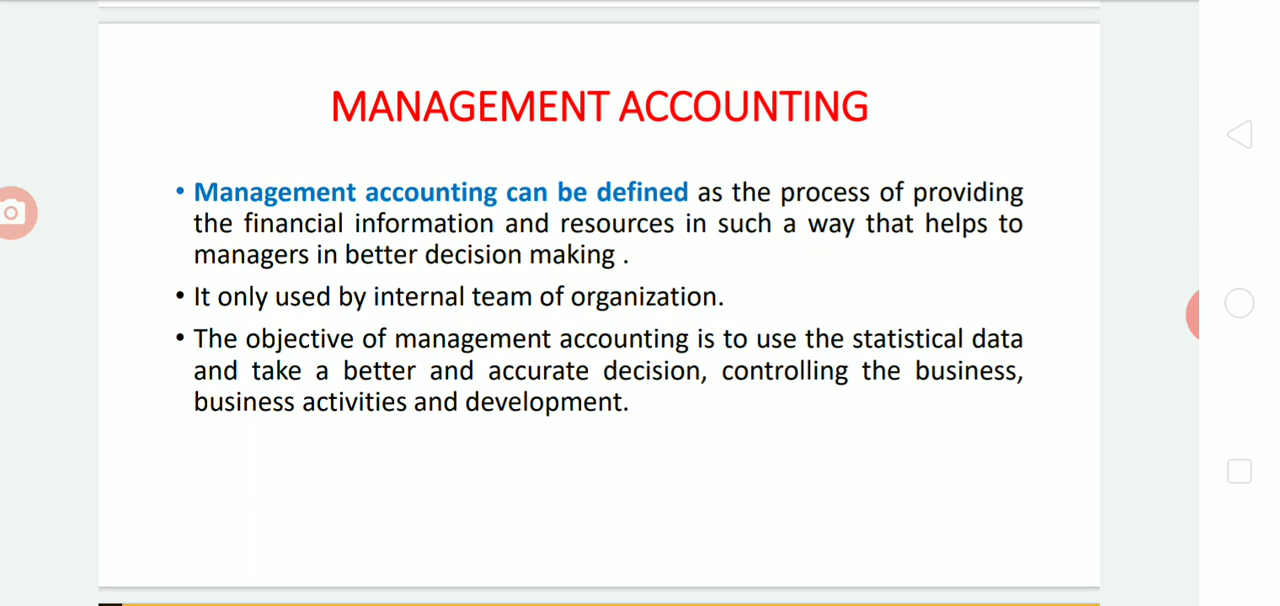 MANAGEMENT ACCOUNTING
• Management accounting can be defined as the process of providing
the financial information and resources in such a way that helps to
managers in better decision making .
• It only used by internal team of organization.
• The objective of management accounting is to use the statistical data
and take a better and accurate decision, controlling the business,
business activities and development.